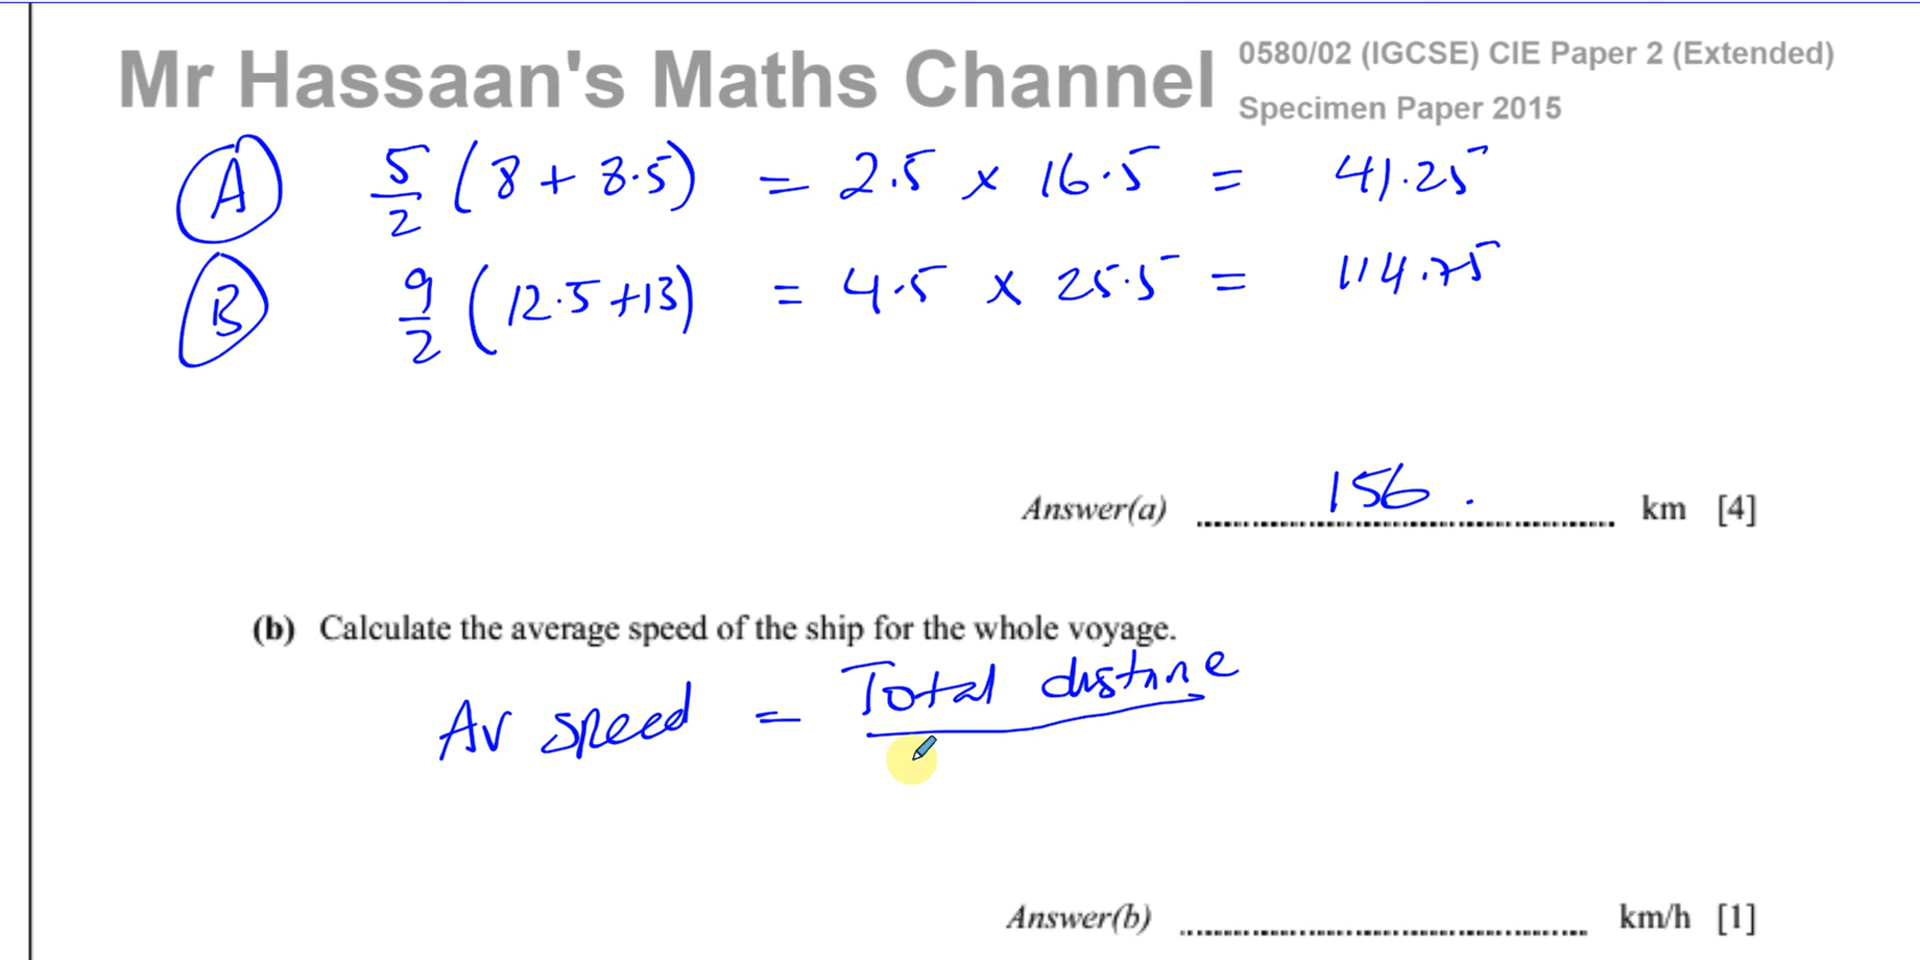 Mr Hassaan's Maths Channel
0580/02 (IGCSE) CIE Paper 2 (Extended)
Specimen Paper 2015
A 5/2 (8 + 8.5) = 2.5 × 16.5 = 41.25
B 9/2 (12.5+13) = 4.5 × 25.5 = 114.75
Answer(a) 156. km [4]
(b) Calculate the average speed of the ship for the whole voyage.
Av speed = Total distance
Answer(b) km/h [1]